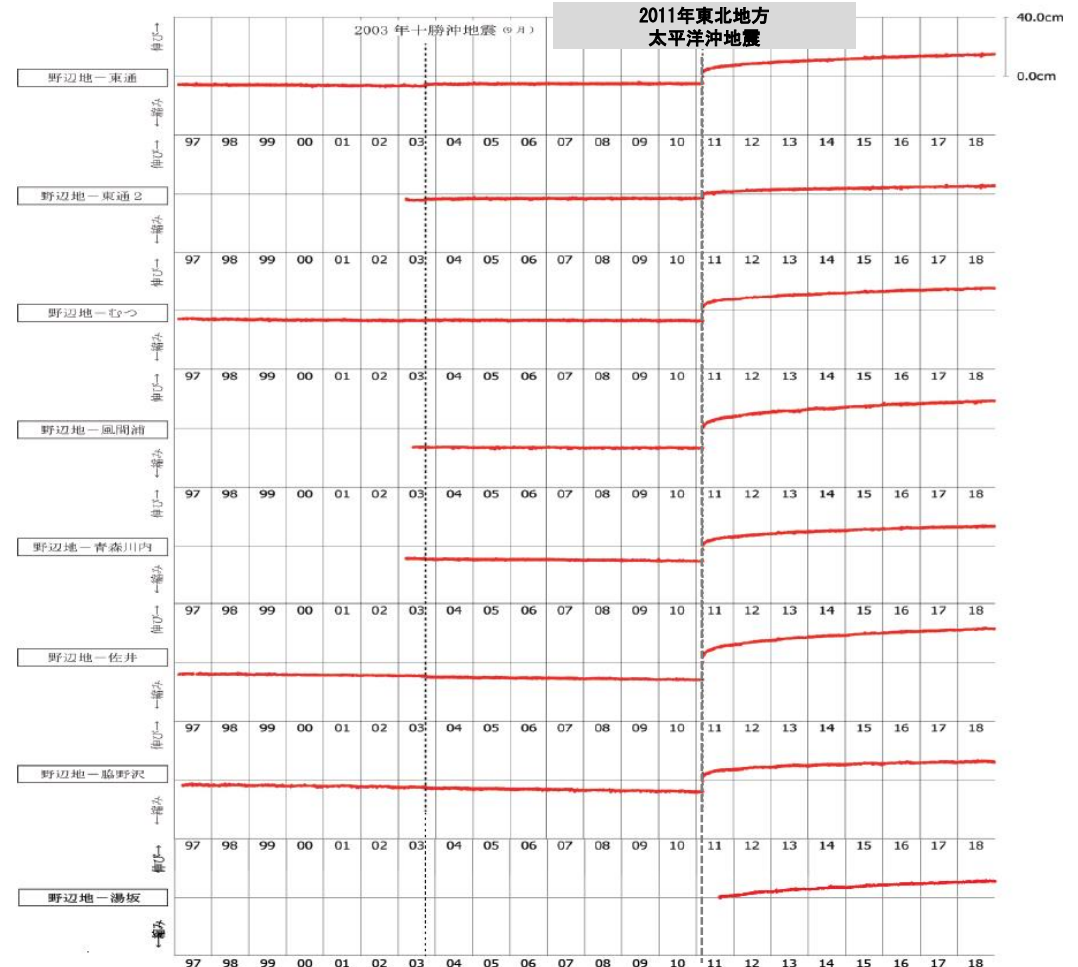 2003 年十勝沖地震(9月)
2011年東北地方
太平洋沖地震
40.0cm
0.0cm
伸び→
野辺地－東通
←縮み
97 98 99 00 01 02 03 04 05 06 07 08 09 10 11 12 13 14 15 16 17 18
伸び→
野辺地－東通２
←縮み
97 98 99 00 01 02 03 04 05 06 07 08 09 10 11 12 13 14 15 16 17 18
伸び→
野辺地－むつ
←縮み
97 98 99 00 01 02 03 04 05 06 07 08 09 10 11 12 13 14 15 16 17 18
伸び→
野辺地－風間浦
←縮み
97 98 99 00 01 02 03 04 05 06 07 08 09 10 11 12 13 14 15 16 17 18
伸び→
野辺地－青森川内
←縮み
97 98 99 00 01 02 03 04 05 06 07 08 09 10 11 12 13 14 15 16 17 18
伸び→
野辺地－佐井
←縮み
97 98 99 00 01 02 03 04 05 06 07 08 09 10 11 12 13 14 15 16 17 18
伸び→
野辺地－脇野沢
←縮み
97 98 99 00 01 02 03 04 05 06 07 08 09 10 11 12 13 14 15 16 17 18
伸び→
野辺地－湯坂
←縮み
97 98 99 00 01 02 03 04 05 06 07 08 09 10 11 12 13 14 15 16 17 18